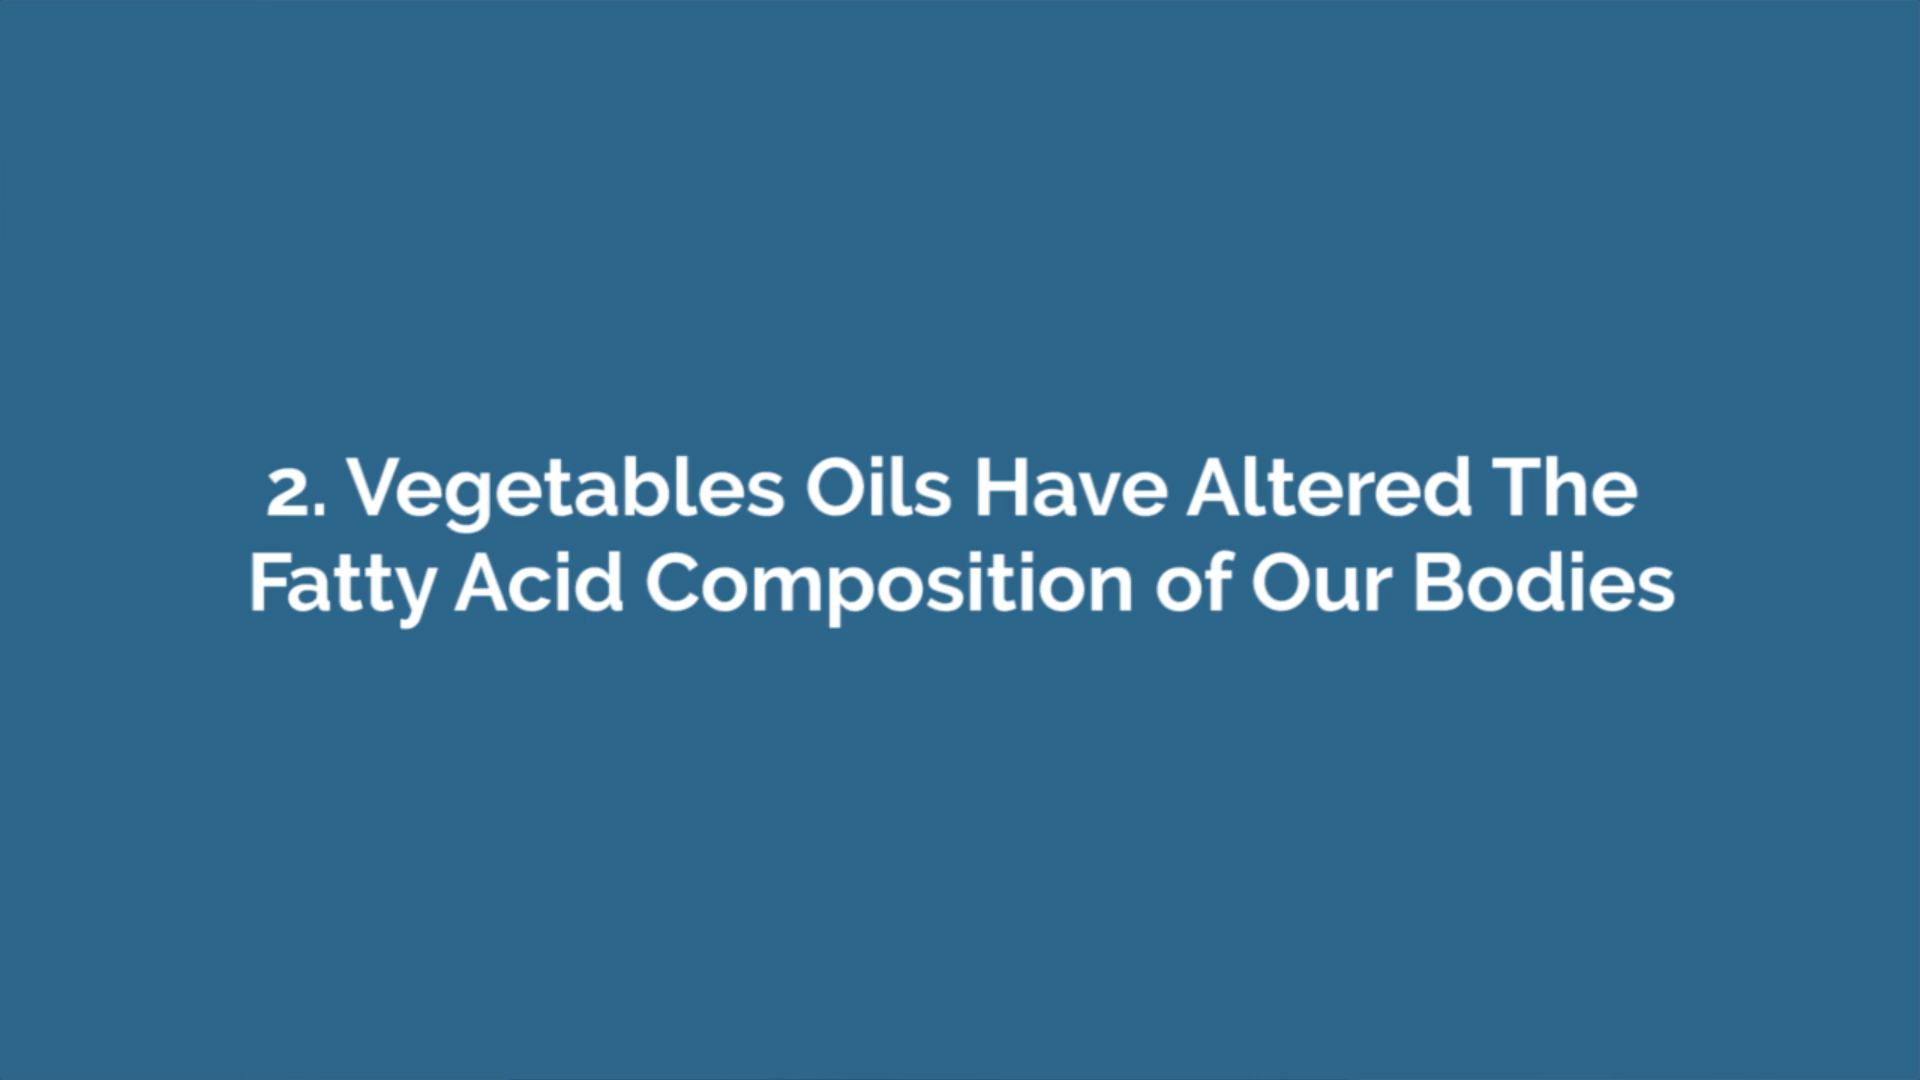 2. Vegetables Oils Have Altered The
Fatty Acid Composition of Our Bodies